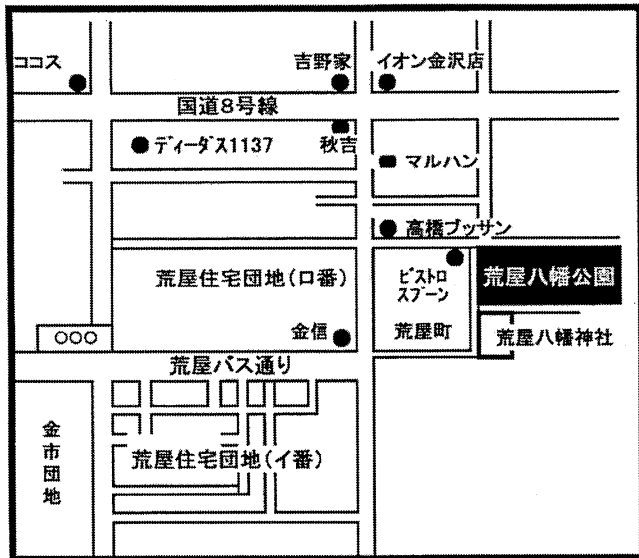 ココス
吉野家
イオン金沢店
国道8号線
ディーダス1137
秋吉
マルハン
高橋ブッサン
荒屋住宅団地(ロ番)
ビストロ
スプーン
荒屋八幡公園
金信
荒屋町
荒屋八幡神社
○○○
荒屋バス通り
金市団地
荒屋住宅団地(イ番)